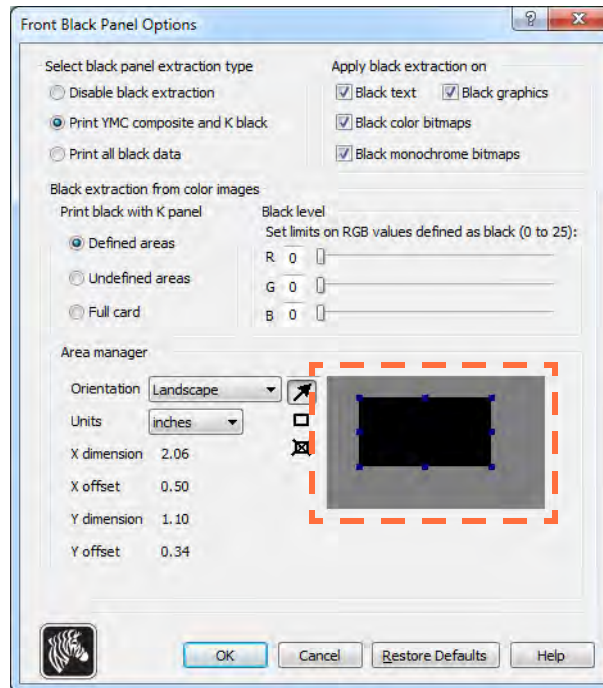 Front Black Panel Options
Select black panel extraction type
Disable black extraction
Print YMC composite and K black
Print all black data
Apply black extraction on
Black text
Black graphics
Black color bitmaps
Black monochrome bitmaps
Black extraction from color images
Print black with K panel
Defined areas
Undefined areas
Full card
Black level
Set limits on RGB values defined as black (0 to 25):
R 0
G 0
B 0
Area manager
Orientation Landscape
Units inches
X dimension 2.06
X offset 0.50
Y dimension 1.10
Y offset 0.34
OK Cancel Restore Defaults Help